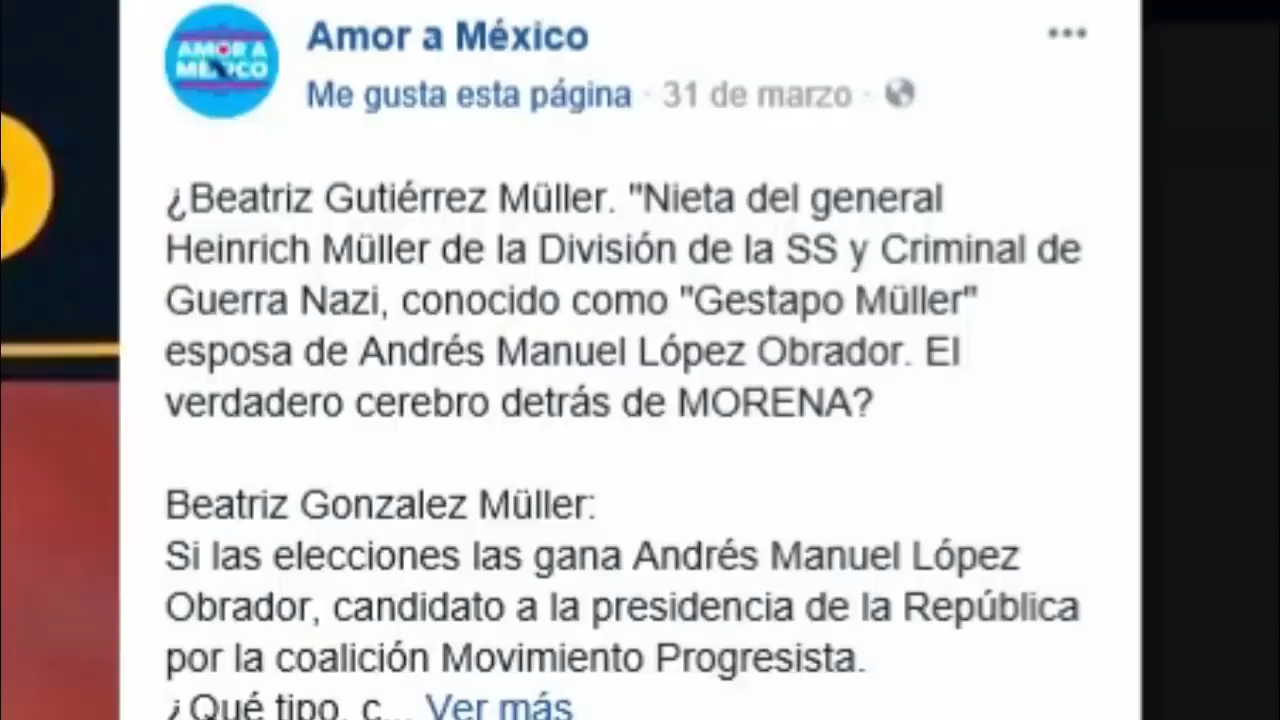 AMOR A
MÉXICO
Amor a México
Me gusta esta página · 31 de marzo ·
¿Beatriz Gutiérrez Müller. "Nieta del general
Heinrich Müller de la División de la SS y Criminal de
Guerra Nazi, conocido como "Gestapo Müller"
esposa de Andrés Manuel López Obrador. El
verdadero cerebro detrás de MORENA?
Beatriz Gonzalez Müller:
Si las elecciones las gana Andrés Manuel López
Obrador, candidato a la presidencia de la República
por la coalición Movimiento Progresista.
¿Qué tipo, c... Ver más